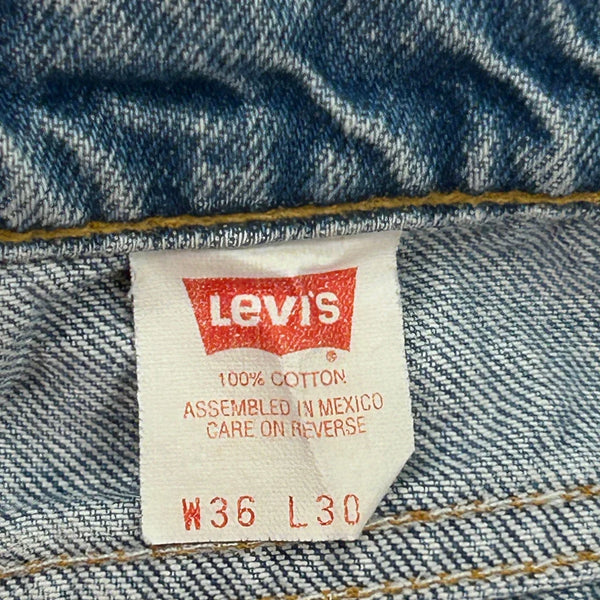 Levi's
®
100% COTTON
ASSEMBLED IN MEXICO
CARE ON REVERSE
W36 L30